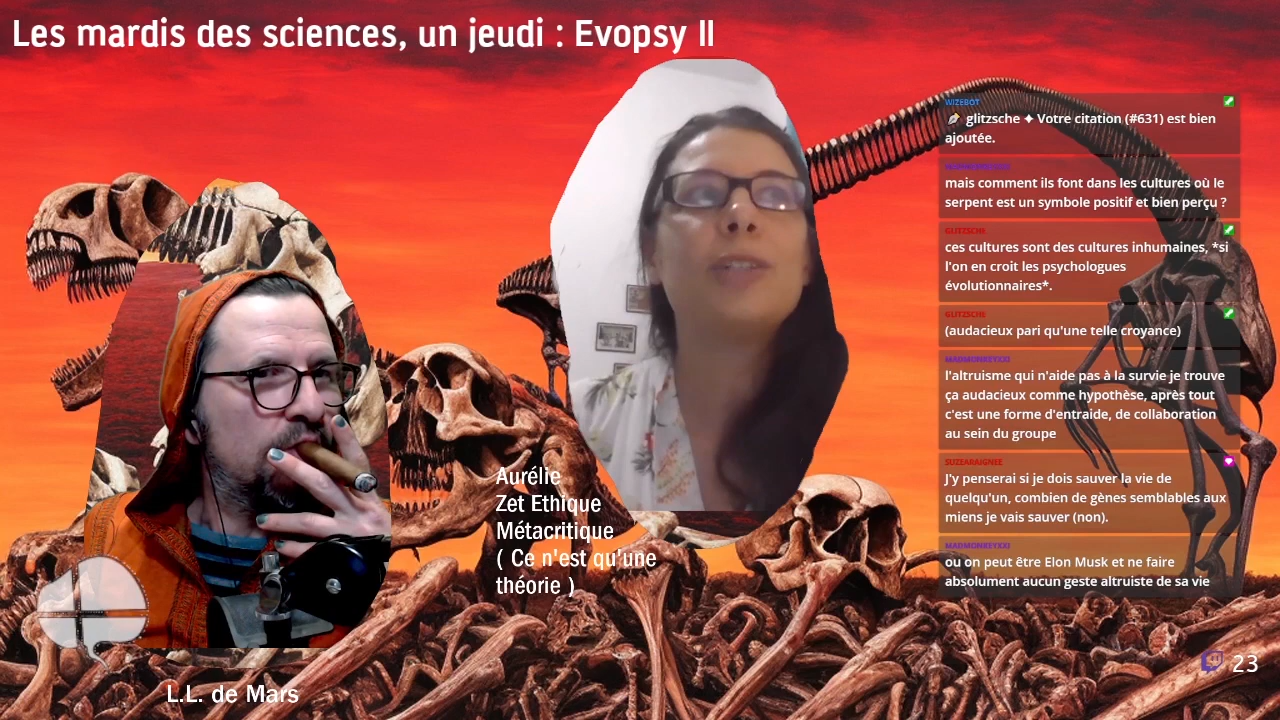 Les mardis des sciences, un jeudi : Evopsy II
WIZEBOT
glitzsche ✦ Votre citation (#631) est bien
ajoutée.
mais comment ils font dans les cultures où le
serpent est un symbole positif et bien perçu ?
GLITZSCHE
ces cultures sont des cultures inhumaines, *si
l'on en croit les psychologues
évolutionnaires*.
GLITZSCHE
(audacieux pari qu'une telle croyance)
MADMONKEYXXI
l'altruisme qui n'aide pas à la survie je trouve
ça audacieux comme hypothèse, après tout
c'est une forme d'entraide, de collaboration
au sein du groupe
SUZEARAIGNEE
J'y penserai si je dois sauver la vie de
quelqu'un, combien de gènes semblables aux
miens je vais sauver (non).
MADMONKEYXXI
ou on peut être Elon Musk et ne faire
absolument aucun geste altruiste de sa vie
Aurélie
Zet Ethique
Métacritique
( Ce n'est qu'une
théorie )
23
L.L. de Mars